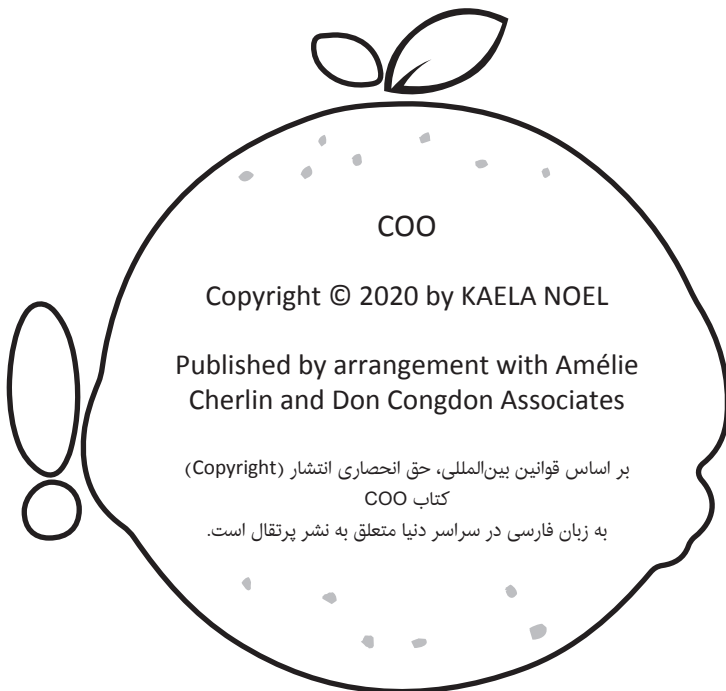 COO
Copyright © 2020 by KAELA NOEL
Published by arrangement with Amélie
Cherlin and Don Congdon Associates
بر اساس قوانین بین‌المللی، حق انحصاری انتشار (Copyright)
کتاب COO
به زبان فارسی در سراسر دنیا متعلق به نشر پرتقال است.